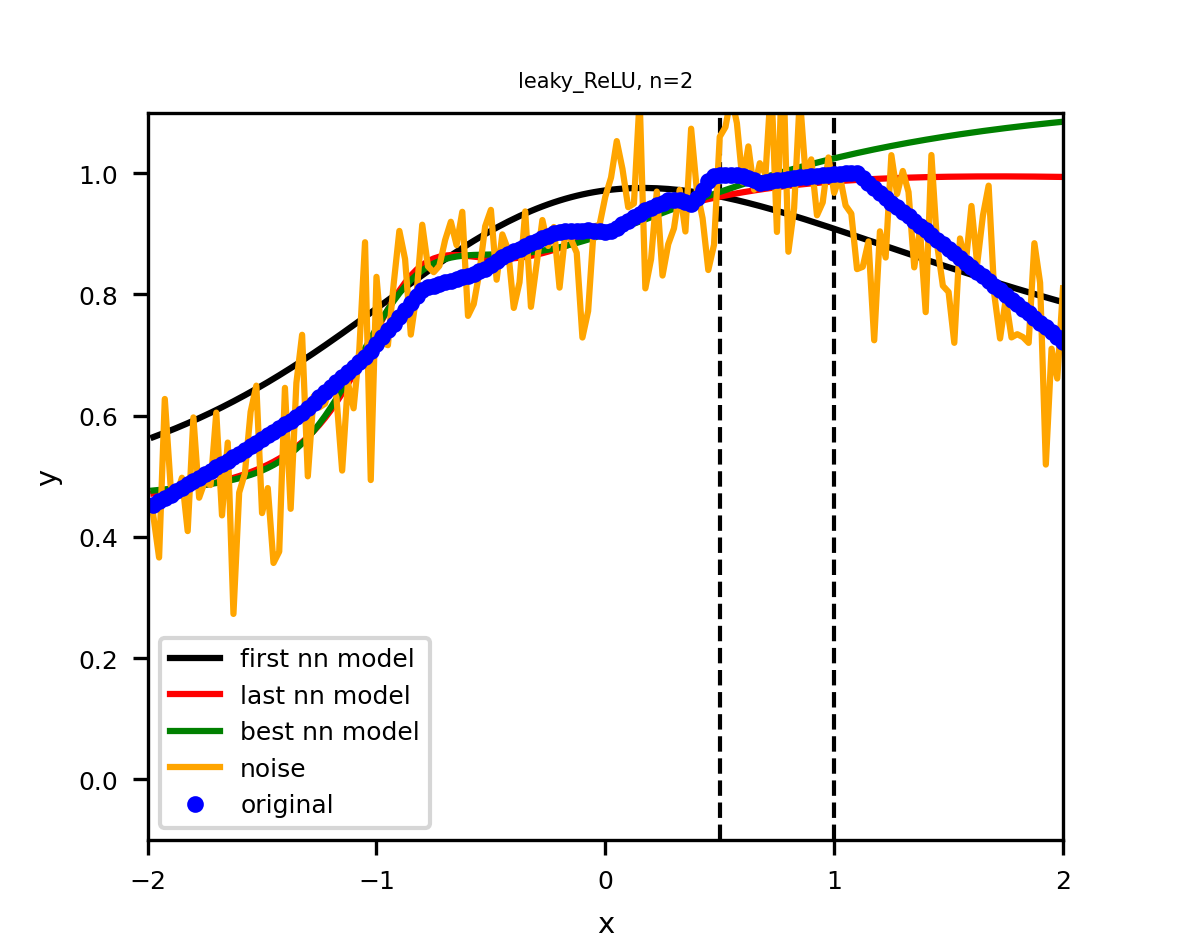 leaky_ReLU, n=2
y
1.0
0.8
0.6
0.4
0.2
0.0
first nn model
last nn model
best nn model
noise
original
−2
−1
0
1
2
x